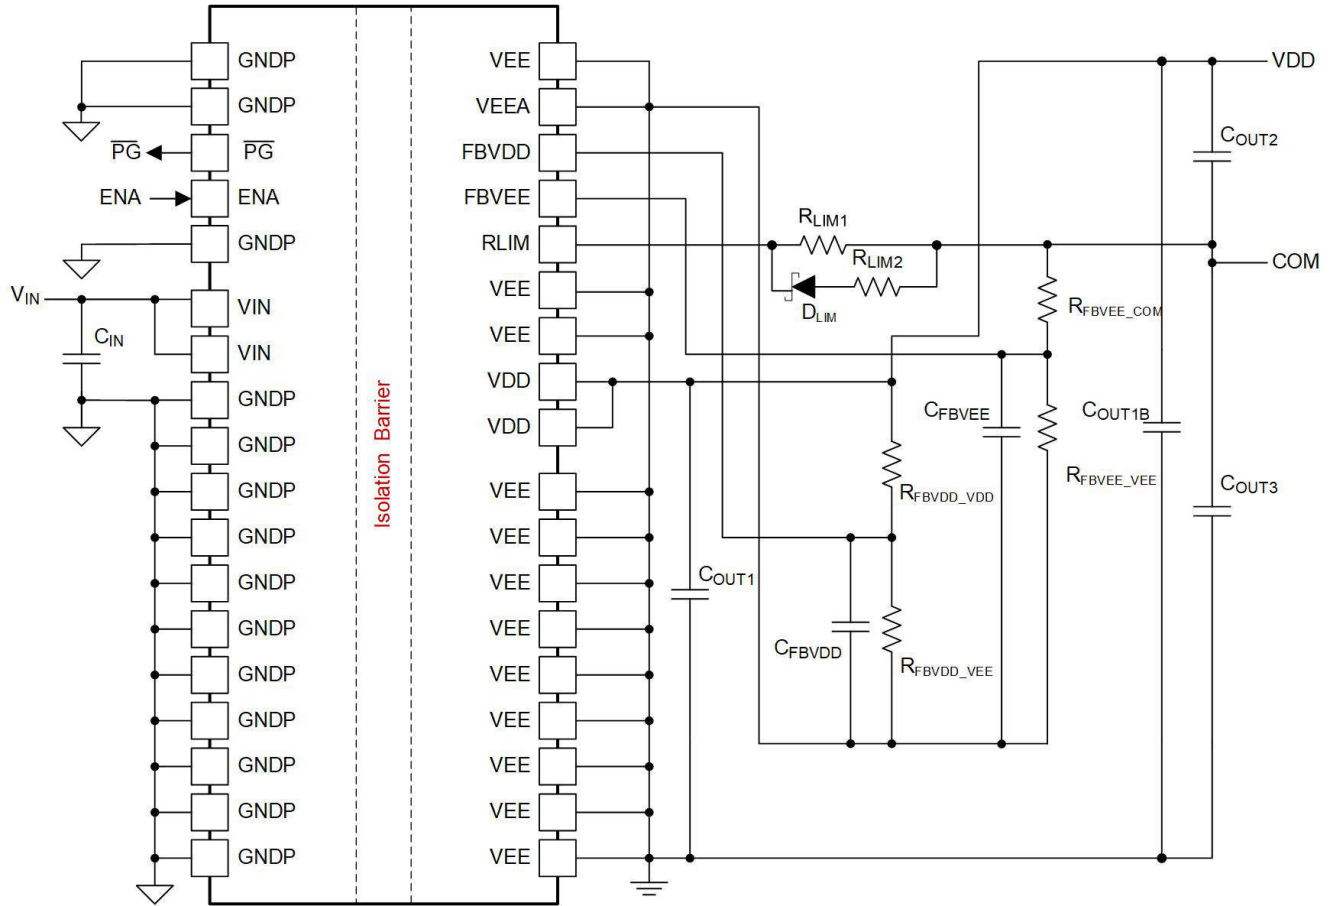 GNDP VEE VDD
GNDP VEEA
PG PG FBVDD COUT2
ENA ENA FBVEE
RLIM1
GNDP RLIM COM
RLIM2
VIN VIN VEE
DLIM RFBVEE_COM
CIN
VIN VEE
GNDP VDD
CFBVEE COUT1B
GNDP VDD
Isolation Barrier
RFBVEE_VEE COUT3
GNDP VEE RFBVDD_VDD
GNDP VEE
GNDP VEE COUT1
GNDP VEE
CFBVDD
GNDP VEE RFBVDD_VEE
GNDP VEE
GNDP VEE
GNDP VEE
GNDP VEE